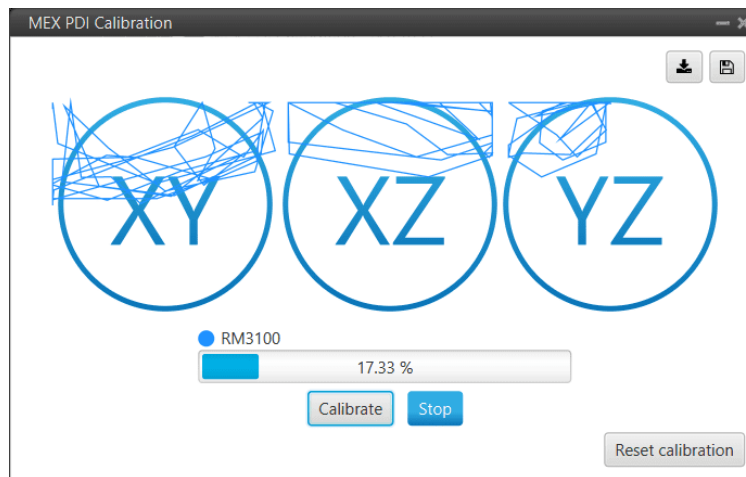 MEX PDI Calibration
XY XZ YZ
RM3100
17.33 %
Calibrate Stop
Reset calibration